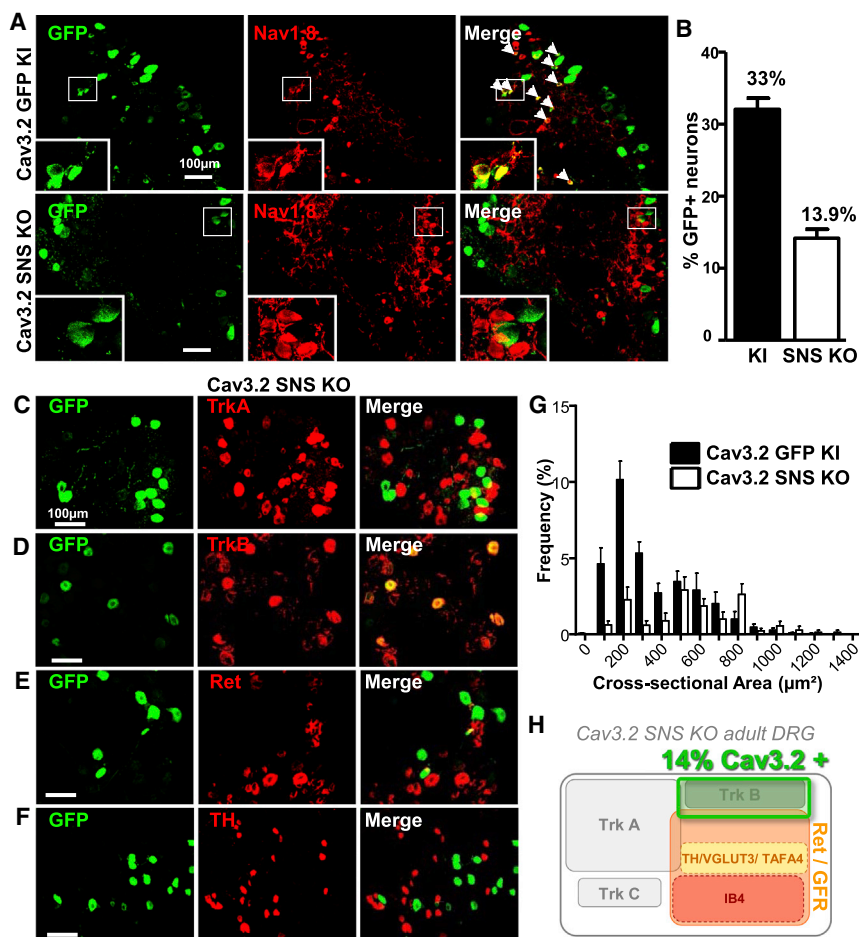 A
Cav3.2 GFP KI
GFP
Nav1.8
Merge
100µm
Cav3.2 SNS KO
GFP
Nav1.8
Merge
B
% GFP+ neurons
40
30
20
10
0
33%
13.9%
KI
SNS KO
Cav3.2 SNS KO
C
GFP
TrkA
Merge
100µm
D
GFP
TrkB
Merge
E
GFP
Ret
Merge
F
GFP
TH
Merge
G
Frequency (%)
15
10
5
0
Cav3.2 GFP KI
Cav3.2 SNS KO
0
200
400
600
800
1000
1200
1400
Cross-sectional Area (µm²)
H
Cav3.2 SNS KO adult DRG
14% Cav3.2 +
Trk B
Trk A
TH/VGLUT3/ TAFA4
Trk C
IB4
Ret / GFR